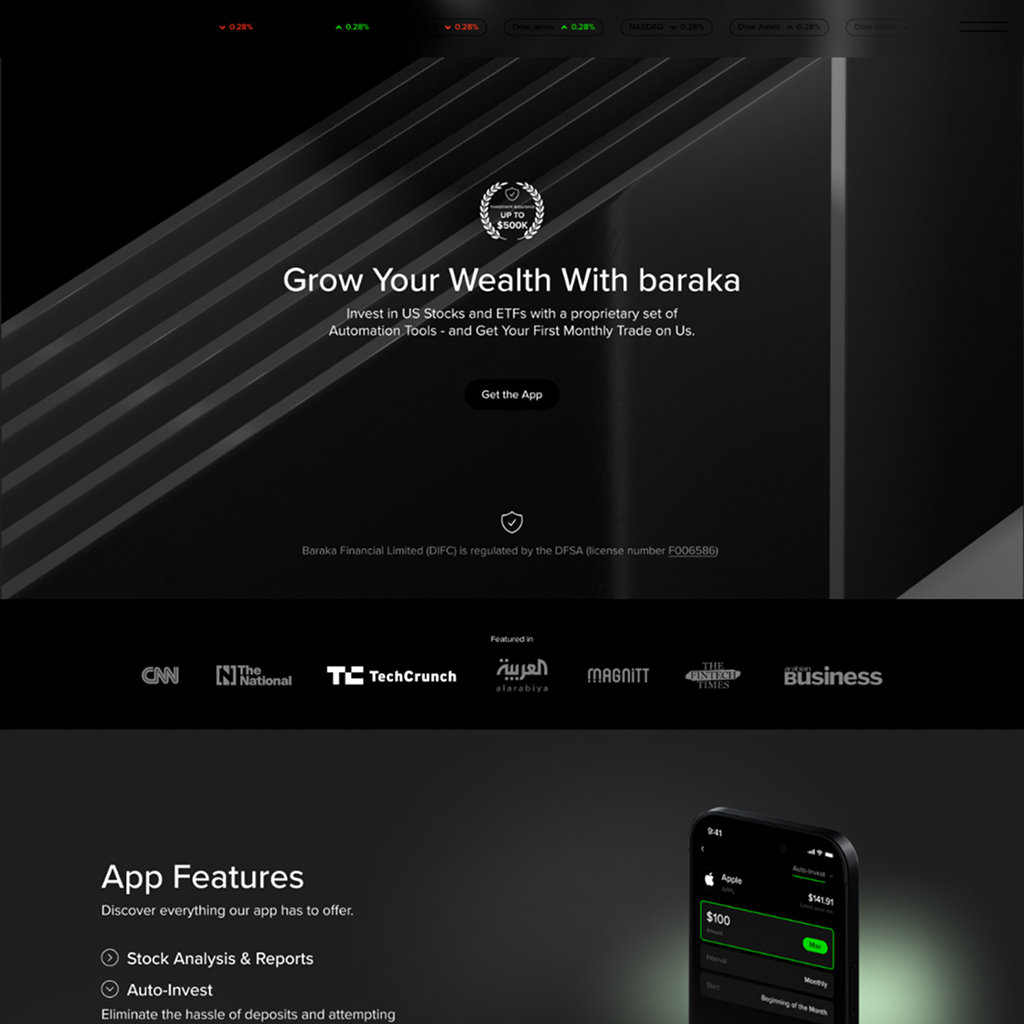 0.28%
0.28%
0.28%
Dow Jones 0.28%
NASDAQ 0.28%
Dow Jones 0.28%
Dow Jones
UP TO
$500K
Grow Your Wealth With baraka
Invest in US Stocks and ETFs with a proprietary set of
Automation Tools - and Get Your First Monthly Trade on Us.
Get the App
Baraka Financial Limited (DIFC) is regulated by the DFSA (license number F006586)
Featured in
CNN
The National
TC TechCrunch
العربية
alarabiya
MAGNiTT
THE FINTECH TIMES
arabian Business
App Features
Discover everything our app has to offer.
Stock Analysis & Reports
Auto-Invest
Eliminate the hassle of deposits and attempting
9:41
Auto-Invest
Apple
APPL
$141.91
$100
Amount
Max
Interval
Monthly
Start
Beginning of the Month